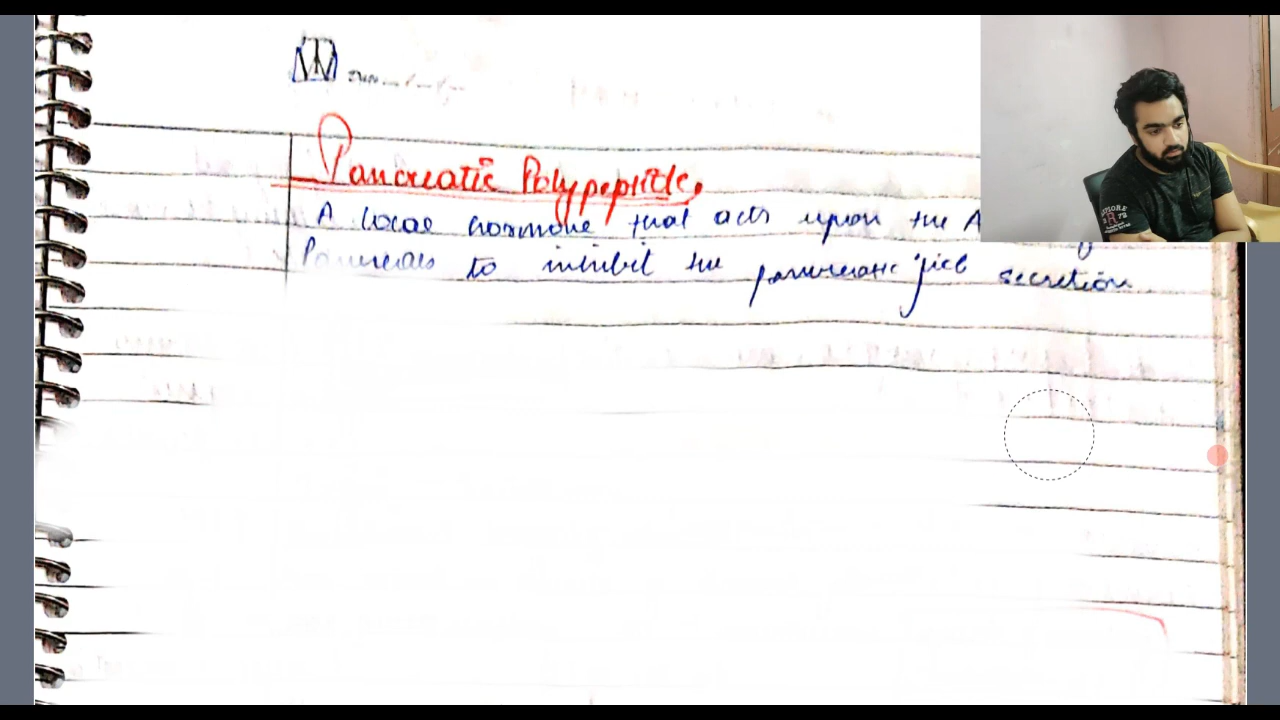 Pancreatic Polypeptide.
A local hormone that acts upon the A
Pancreas to inhibit the pancreatic juice secretion.